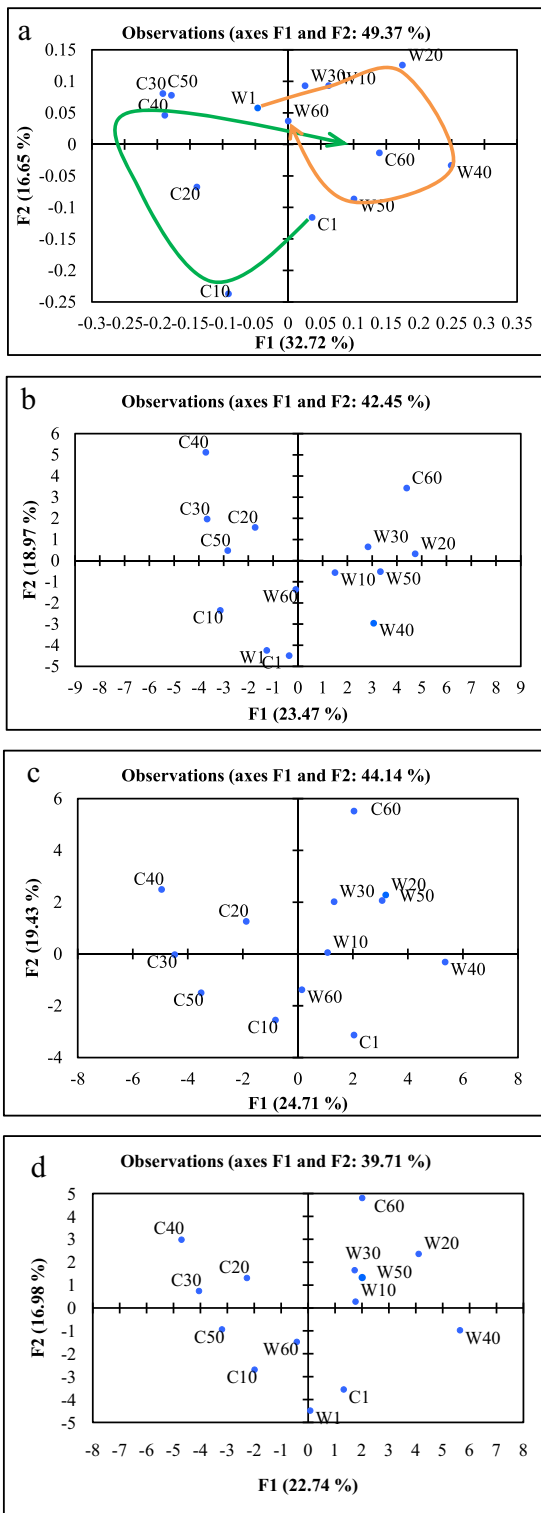 a
Observations (axes F1 and F2: 49.37 %)
0.15
0.1
0.05
0
-0.05
-0.1
-0.15
-0.2
-0.25
F2 (16.65 %)
W20
C30
C50
W30
W10
C40
W1
W60
C60
W40
C20
W50
C1
C10
-0.3 -0.25 -0.2 -0.15 -0.1 -0.05 0 0.05 0.1 0.15 0.2 0.25 0.3 0.35
F1 (32.72 %)
b
Observations (axes F1 and F2: 42.45 %)
6
5
4
3
2
1
0
-1
-2
-3
-4
-5
F2 (18.97 %)
C40
C60
C30
C20
C50
W30
W20
W10
W50
W60
C10
W40
W1
C1
-9 -8 -7 -6 -5 -4 -3 -2 -1 0 1 2 3 4 5 6 7 8 9
F1 (23.47 %)
c
Observations (axes F1 and F2: 44.14 %)
6
4
2
0
-2
-4
F2 (19.43 %)
C60
C40
W20
W30
W50
C20
W10
C30
W40
C50
W60
C10
C1
-8 -6 -4 -2 0 2 4 6 8
F1 (24.71 %)
d
Observations (axes F1 and F2: 39.71 %)
5
4
3
2
1
0
-1
-2
-3
-4
-5
F2 (16.98 %)
C60
C40
W20
W30
C20
W50
C30
W10
C50
W60
W40
C10
C1
W1
-8 -7 -6 -5 -4 -3 -2 -1 0 1 2 3 4 5 6 7 8
F1 (22.74 %)